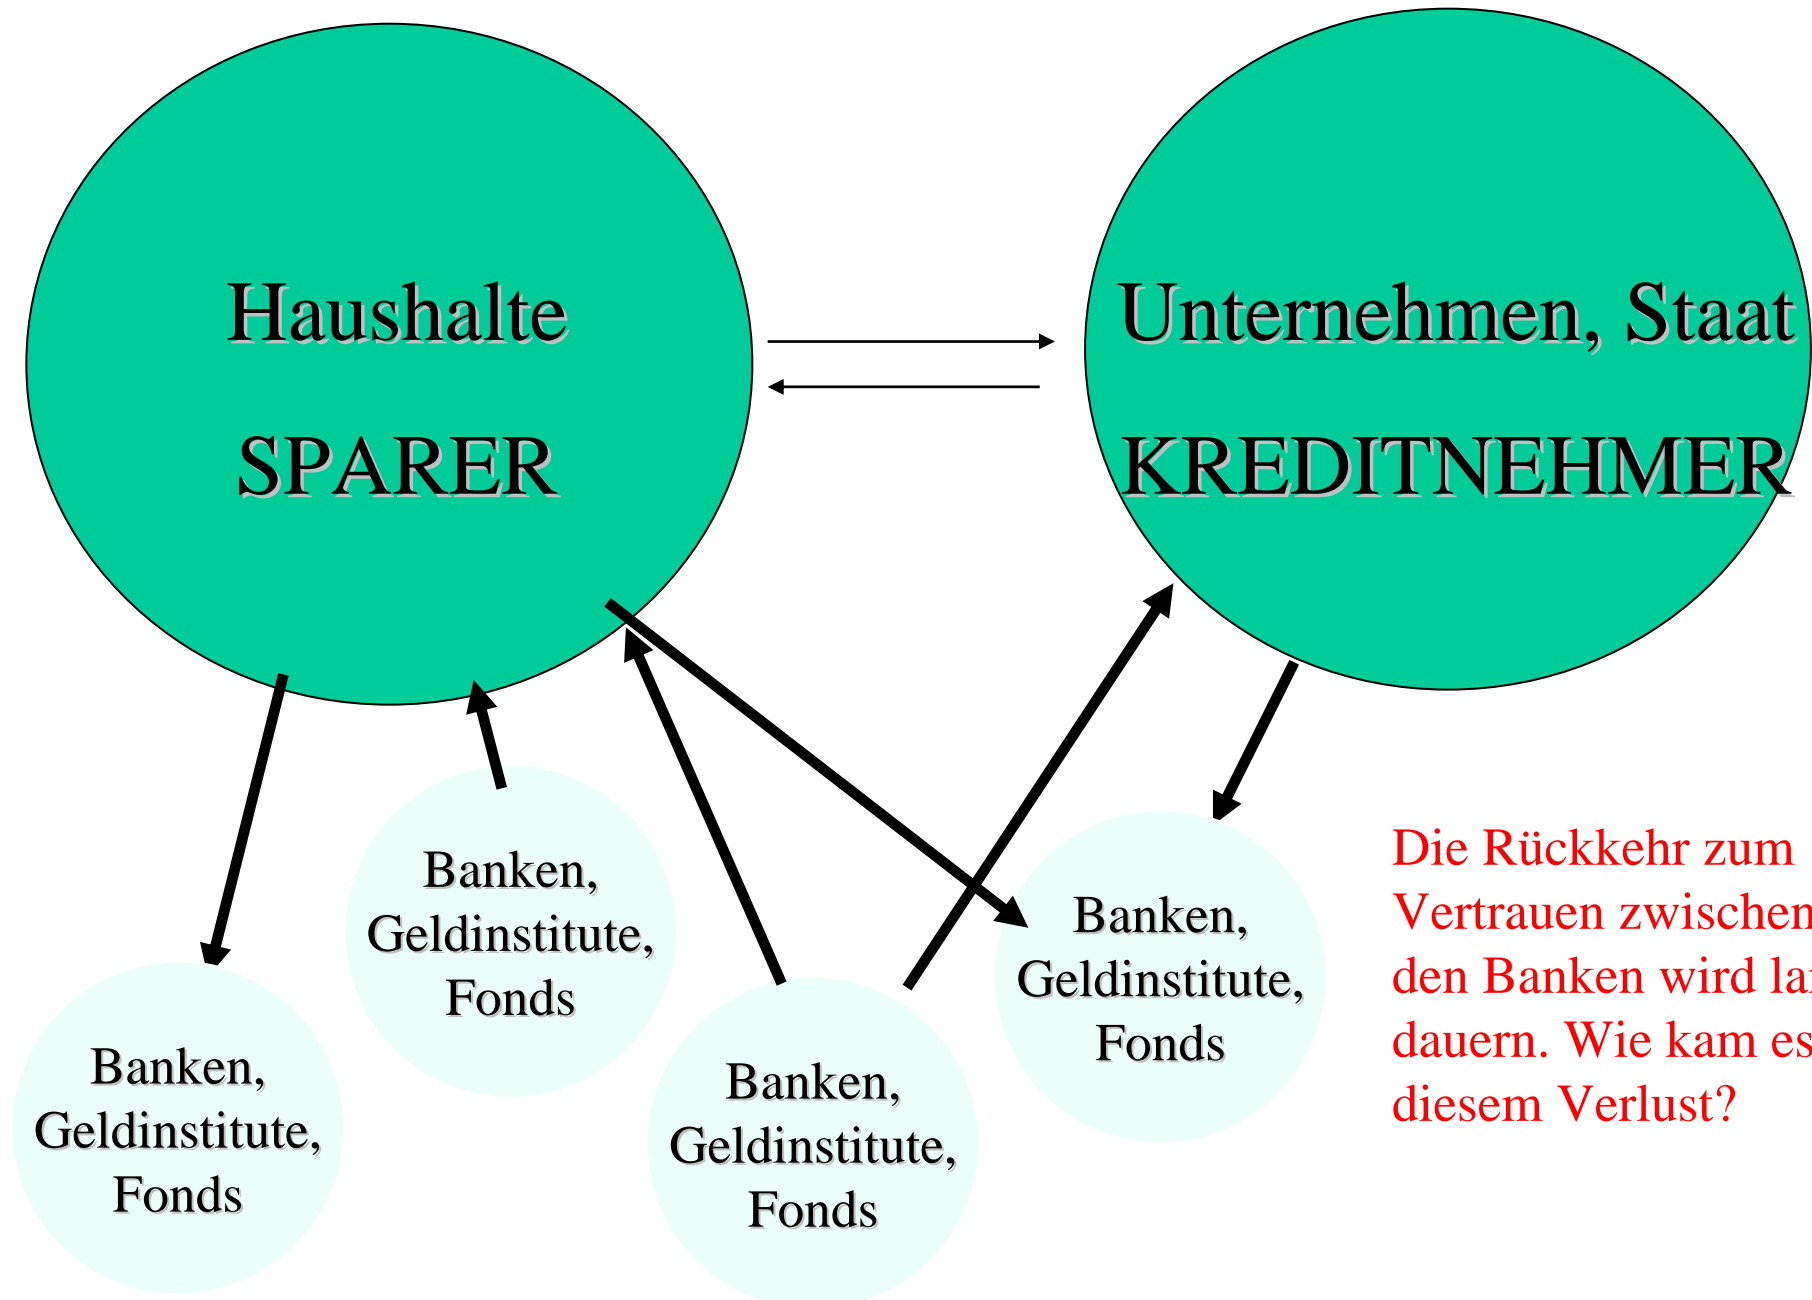 Haushalte
SPARER
Unternehmen, Staat
KREDITNEHMER
Banken,
Geldinstitute,
Fonds
Banken,
Geldinstitute,
Fonds
Banken,
Geldinstitute,
Fonds
Banken,
Geldinstitute,
Fonds
Die Rückkehr zum
Vertrauen zwischen
den Banken wird
dauern. Wie kam es
diesem Verlust?